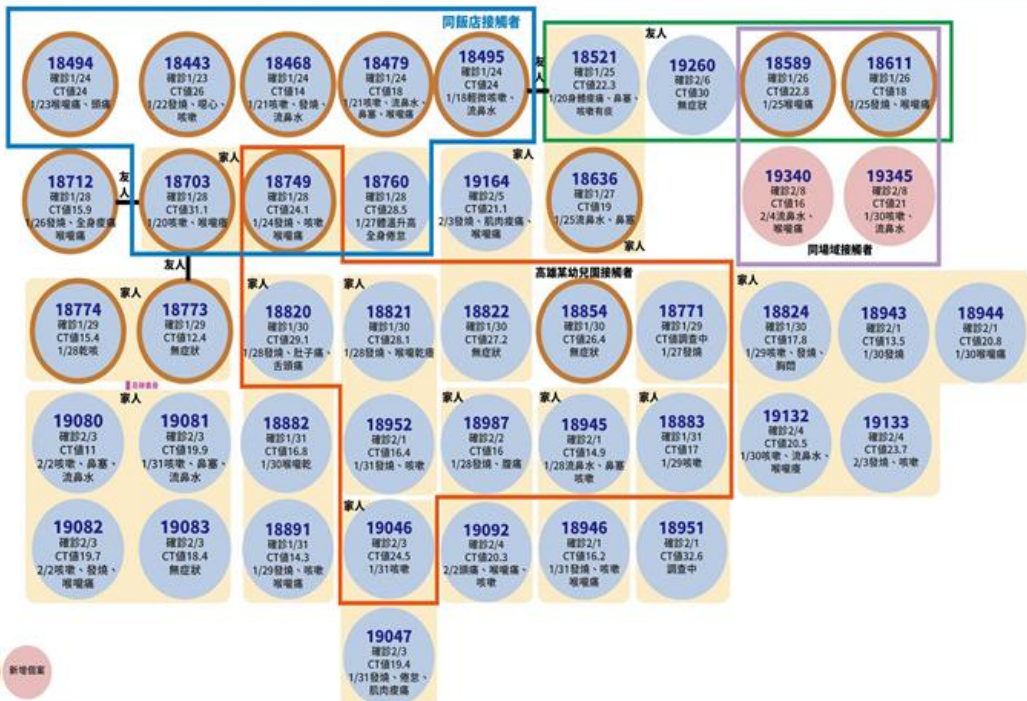 同飯店接觸者
18494
確診1/24
CT值24
1/23喉嚨痛、頭痛
18443
確診1/23
CT值26
1/22發燒、噁心、
咳嗽
18468
確診1/24
CT值14
1/21咳嗽、發燒、
流鼻水
18479
確診1/24
CT值18
1/21咳嗽、流鼻水、
鼻塞、喉嚨痛
18495
確診1/24
CT值24
1/18輕微咳嗽、
流鼻水
友人
18521
確診1/25
CT值22.3
1/20身體痠痛、鼻塞、
咳嗽有痰
友人
19260
確診2/6
CT值30
無症狀
18589
確診1/26
CT值22.8
1/25喉嚨痛
18611
確診1/26
CT值18
1/25發燒、喉嚨痛
18712
確診1/28
CT值15.9
1/26發燒、全身痠痛
喉嚨痛
友人
家人
18703
確診1/28
CT值31.1
1/20咳嗽、喉嚨癢
18749
確診1/28
CT值24.1
1/24發燒、咳嗽
喉嚨痛
18760
確診1/28
CT值28.5
1/27體溫升高
全身倦怠
家人
19164
確診2/5
CT值21.1
2/3發燒、肌肉痠痛、
喉嚨痛
18636
確診1/27
CT值19
1/25流鼻水、鼻塞
家人
19340
確診2/8
CT值16
2/4流鼻水、
喉嚨痛
19345
確診2/8
CT值21
1/30咳嗽、
流鼻水
同場域接觸者
友人
高雄某幼兒園接觸者
家人
18774
確診1/29
CT值15.4
1/28乾咳
18773
確診1/29
CT值12.4
無症狀
家人
18820
確診1/30
CT值29.1
1/28發燒、肚子痛、
舌頭痛
家人
18821
確診1/30
CT值28.1
1/28發燒、喉嚨乾癢
18822
確診1/30
CT值27.2
無症狀
18854
確診1/30
CT值26.4
無症狀
18771
確診1/29
CT值調查中
1/27發燒
家人
18824
確診1/30
CT值17.8
1/29咳嗽、發燒、
胸悶
18943
確診2/1
CT值13.5
1/30發燒
18944
確診2/1
CT值20.8
1/30喉嚨痛
家人
19080
確診2/3
CT值11
2/2咳嗽、鼻塞、
流鼻水
19081
確診2/3
CT值19.9
1/31咳嗽、鼻塞、
流鼻水
18882
確診1/31
CT值16.8
1/30喉嚨乾
18952
確診2/1
CT值16.4
1/31發燒、咳嗽
家人
18987
確診2/2
CT值16
1/28發燒、腹痛
家人
18945
確診2/1
CT值14.9
1/28流鼻水、鼻塞
咳嗽
家人
18883
確診1/31
CT值17
1/29咳嗽
19132
確診2/4
CT值20.5
1/30咳嗽、流鼻水、
喉嚨痠
19133
確診2/4
CT值23.7
2/3發燒、咳嗽
19082
確診2/3
CT值19.7
2/2咳嗽、發燒、
喉嚨痛
19083
確診2/3
CT值18.4
無症狀
18891
確診1/31
CT值14.3
1/29發燒、咳嗽
喉嚨痛
家人
19046
確診2/3
CT值24.5
1/31咳嗽
19092
確診2/4
CT值20.3
2/2頭痛、喉嚨痛、
咳嗽
18946
確診2/1
CT值16.2
1/31發燒、咳嗽
喉嚨痛
18951
確診2/1
CT值32.6
調查中
19047
確診2/3
CT值19.4
1/31發燒、倦怠、
肌肉痠痛
新增個案